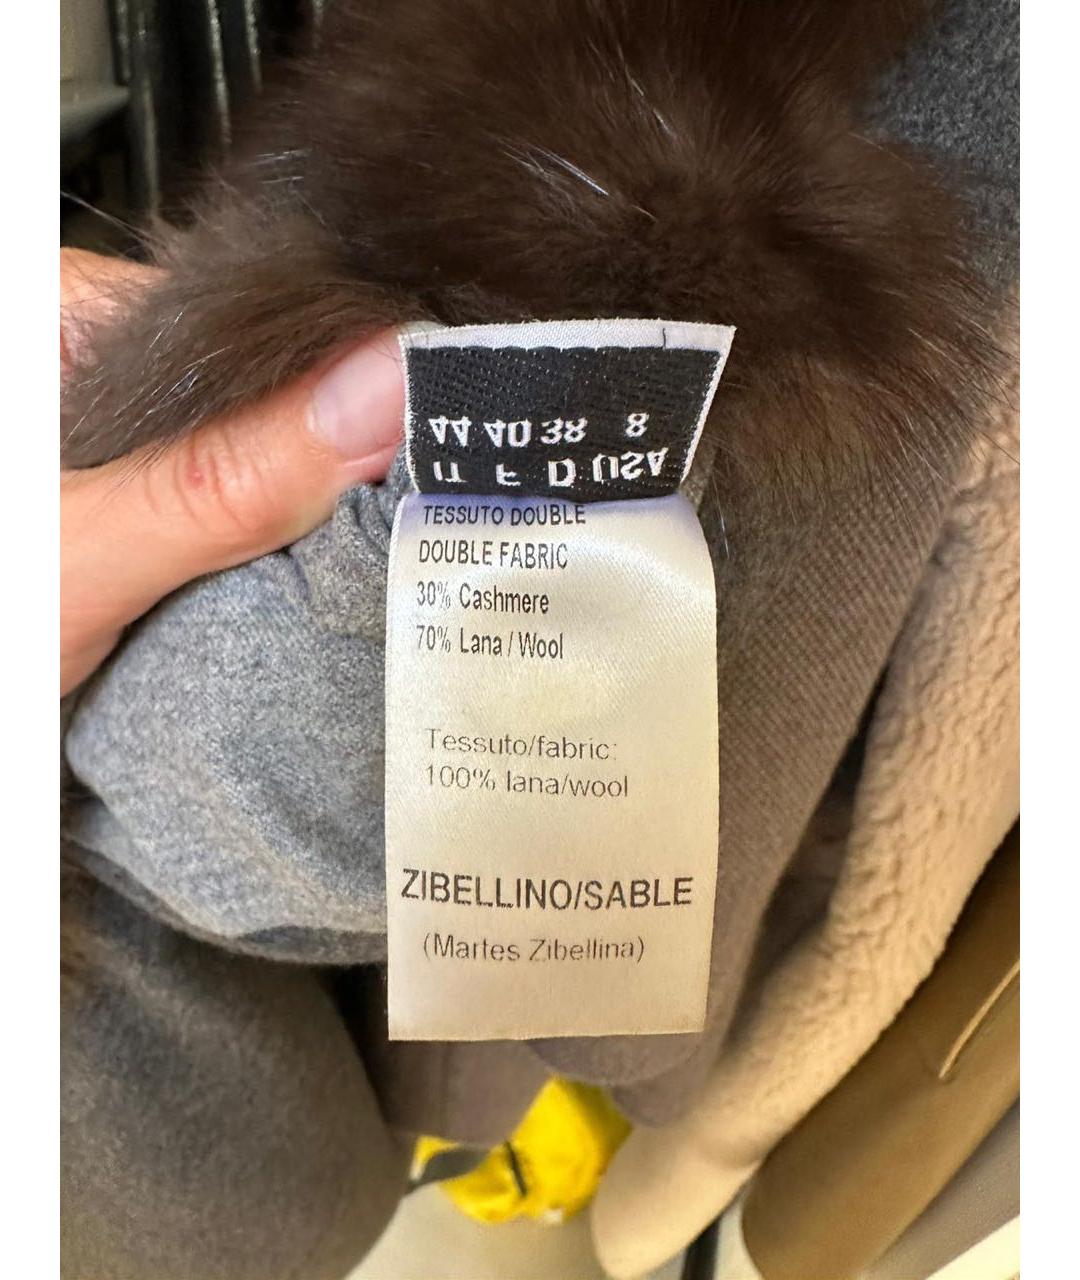 44 40 38 8
IT F D USA
TESSUTO DOUBLE
DOUBLE FABRIC
30% Cashmere
70% Lana / Wool
Tessuto/fabric:
100% lana/wool
ZIBELLINO/SABLE
(Martes Zibellina)